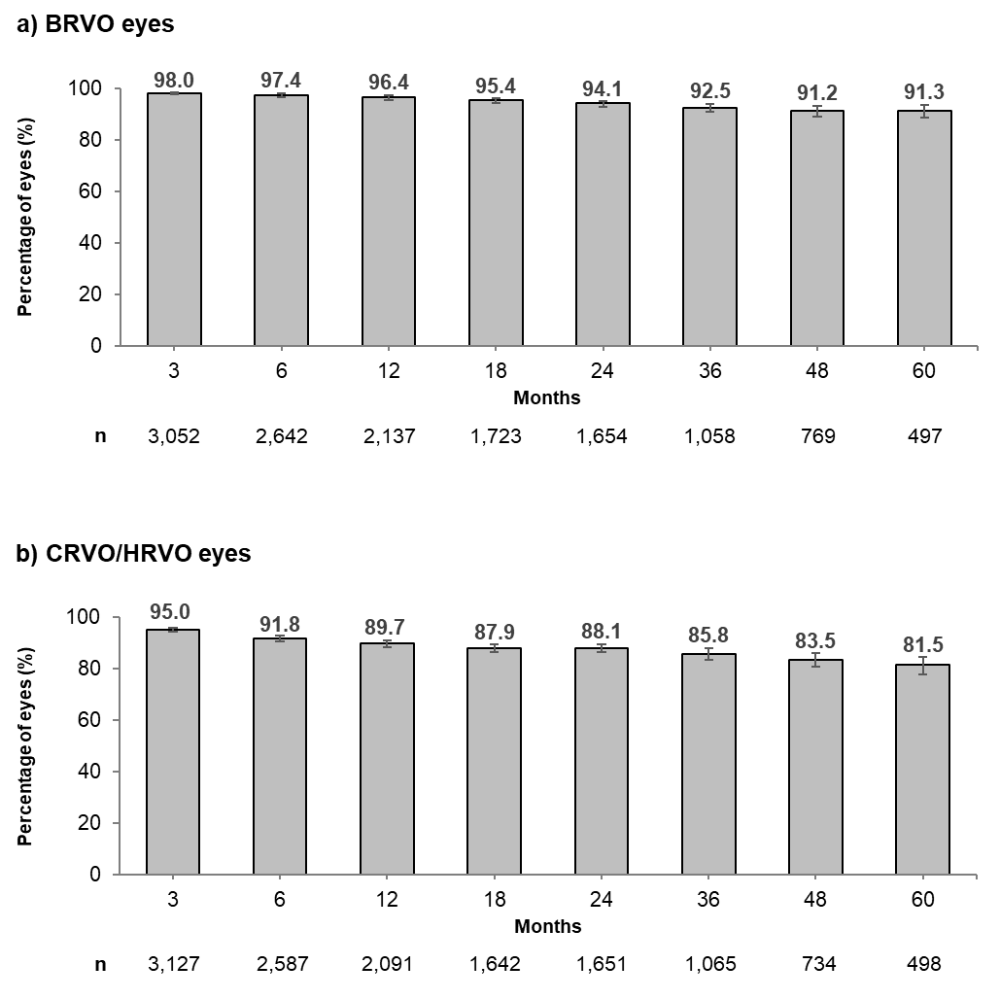 a) BRVO eyes
98.0 97.4 96.4 95.4 94.1 92.5 91.2 91.3
Percentage of eyes (%)
100
80
60
40
20
0
3 6 12 18 24 36 48 60
Months
n 3,052 2,642 2,137 1,723 1,654 1,058 769 497
b) CRVO/HRVO eyes
95.0 91.8 89.7 87.9 88.1 85.8 83.5 81.5
Percentage of eyes (%)
100
80
60
40
20
0
3 6 12 18 24 36 48 60
Months
n 3,127 2,587 2,091 1,642 1,651 1,065 734 498